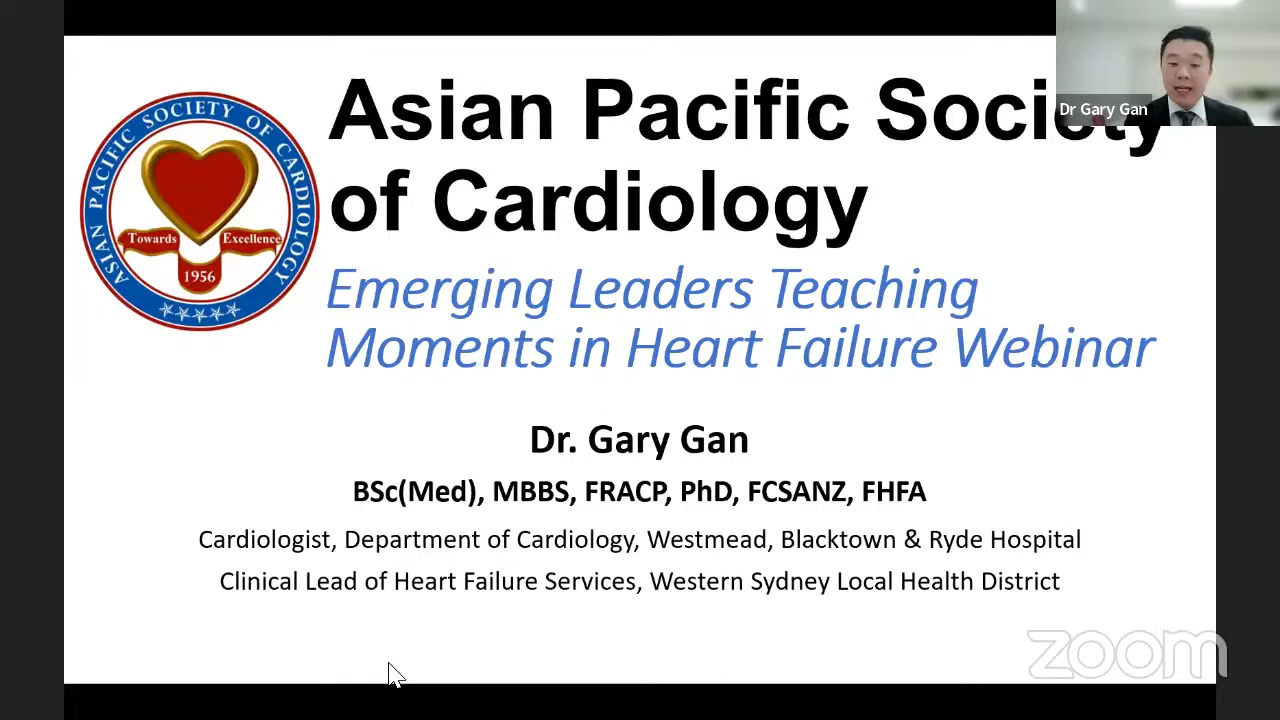 Asian Pacific Society
of Cardiology
Dr Gary Gan
ASIAN PACIFIC SOCIETY OF CARDIOLOGY
Towards Excellence
1956
Emerging Leaders Teaching
Moments in Heart Failure Webinar
Dr. Gary Gan
BSc(Med), MBBS, FRACP, PhD, FCSANZ, FHFA
Cardiologist, Department of Cardiology, Westmead, Blacktown & Ryde Hospital
Clinical Lead of Heart Failure Services, Western Sydney Local Health District
zoom